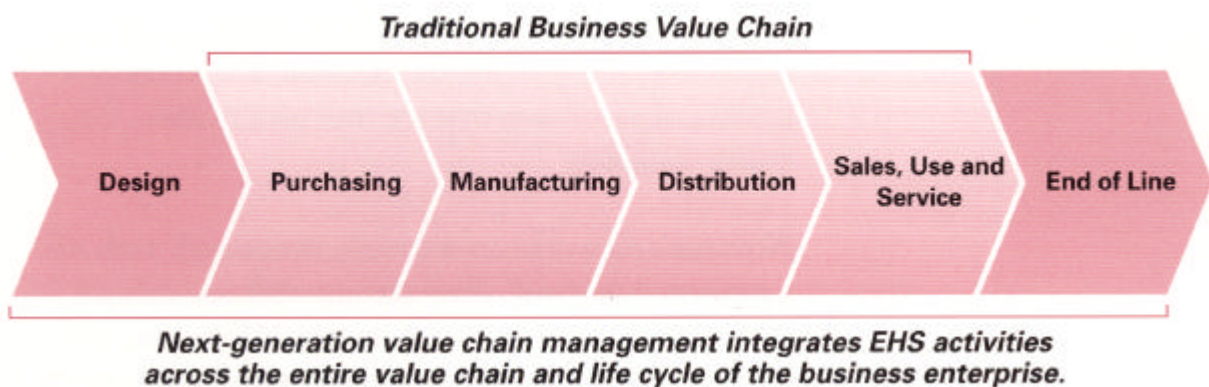 Traditional Business Value Chain
Design
Purchasing
Manufacturing
Distribution
Sales, Use and
Service
End of Line
Next-generation value chain management integrates EHS activities
across the entire value chain and life cycle of the business enterprise.